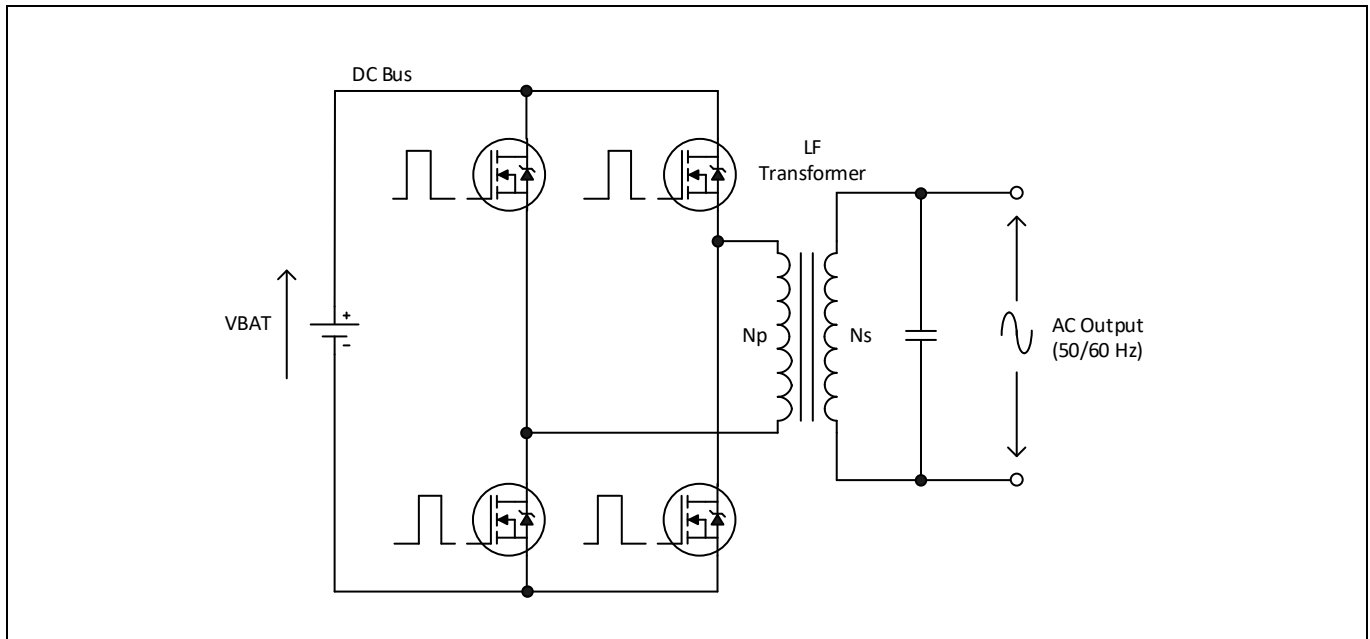 DC Bus
LF
Transformer
VBAT
+
-
Np
Ns
AC Output
(50/60 Hz)